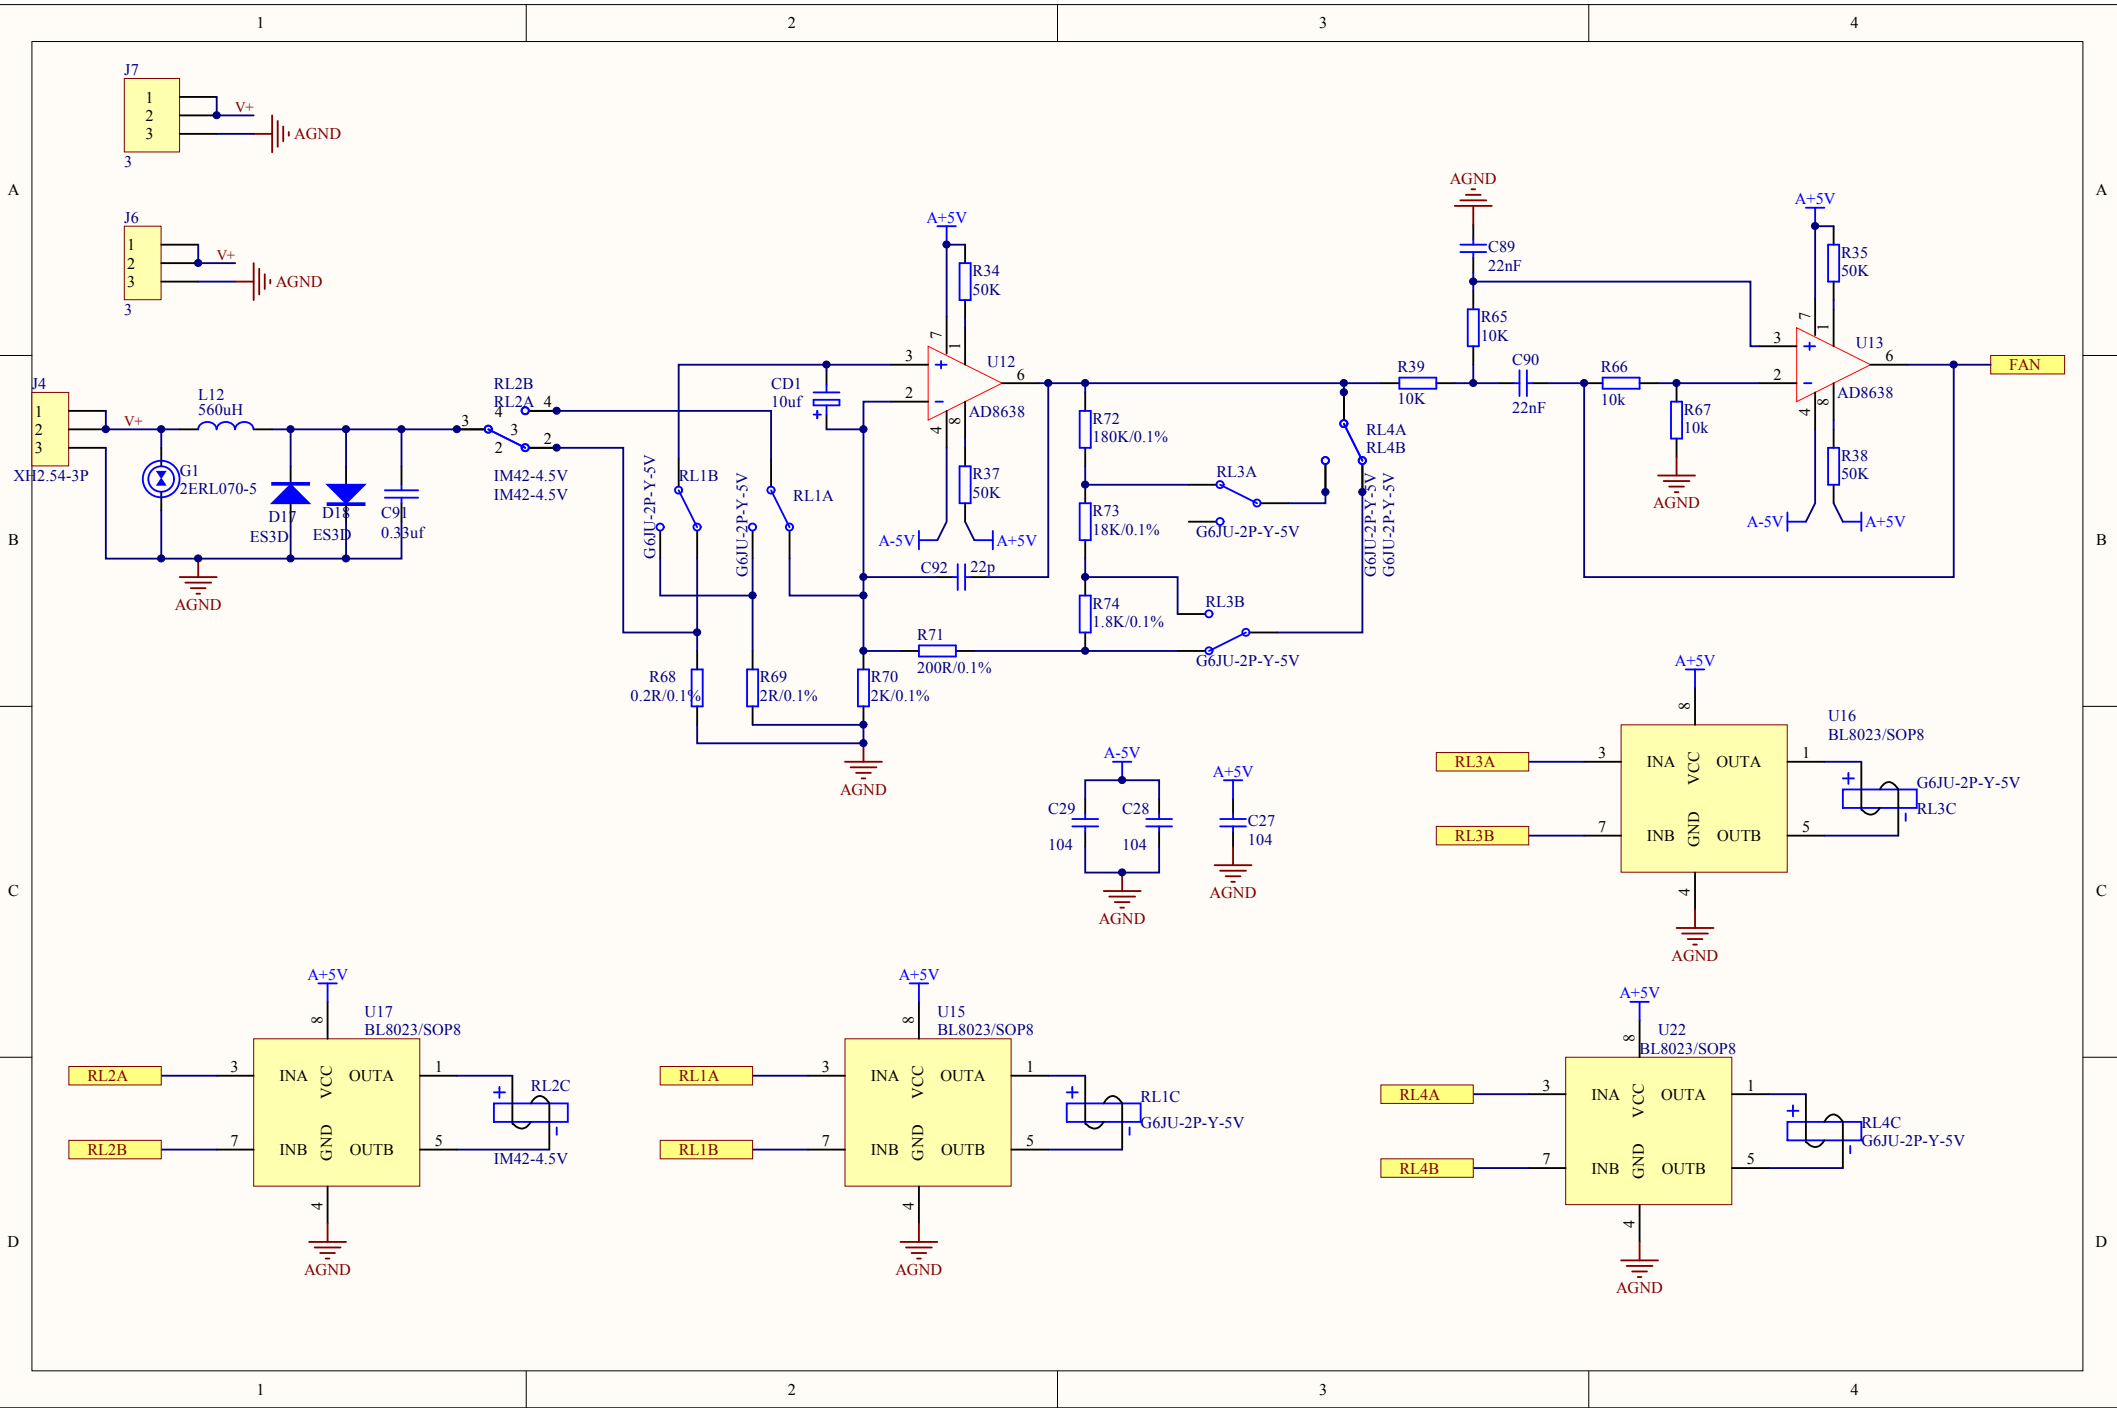 1 2 3 4
A A
B B
C C
D D
1 2 3 4
J7
1
2
3
3
V+
AGND
J6
1
2
3
3
V+
AGND
J4
1
2
3
XH2.54-3P
V+
L12
560uH
G1
2ERL070-5
D17
ES3D
D18
ES3D
C91
0.33uf
AGND
RL2B
RL2A
3
4
3
2
4
2
IM42-4.5V
IM42-4.5V
G6JU-2P-Y-5V
RL1B
G6JU-2P-Y-5V
RL1A
CD1
10uf
A+5V
R34
50K
7
1
3
2
U12
6
AD8638
4
8
R37
50K
A-5V
A+5V
C92
22p
R68
0.2R/0.1%
R69
2R/0.1%
R70
2K/0.1%
R71
200R/0.1%
AGND
R72
180K/0.1%
R73
18K/0.1%
R74
1.8K/0.1%
RL3A
G6JU-2P-Y-5V
RL3B
G6JU-2P-Y-5V
RL4A
RL4B
G6JU-2P-Y-5V
G6JU-2P-Y-5V
AGND
C89
22nF
R65
10K
R39
10K
C90
22nF
R66
10k
R67
10k
AGND
A+5V
R35
50K
7
1
3
2
U13
6
AD8638
4
8
R38
50K
A-5V
A+5V
FAN
A-5V
C29
104
C28
104
AGND
A+5V
C27
104
AGND
A+5V
8
U16
BL8023/SOP8
RL3A
3
INA
VCC
OUTA
1
RL3B
7
INB
GND
OUTB
5
G6JU-2P-Y-5V
RL3C
4
AGND
A+5V
8
U17
BL8023/SOP8
RL2A
3
INA
VCC
OUTA
1
RL2B
7
INB
GND
OUTB
5
RL2C
IM42-4.5V
4
AGND
A+5V
8
U15
BL8023/SOP8
RL1A
3
INA
VCC
OUTA
1
RL1B
7
INB
GND
OUTB
5
RL1C
G6JU-2P-Y-5V
4
AGND
A+5V
8
U22
BL8023/SOP8
RL4A
3
INA
VCC
OUTA
1
RL4B
7
INB
GND
OUTB
5
RL4C
G6JU-2P-Y-5V
4
AGND